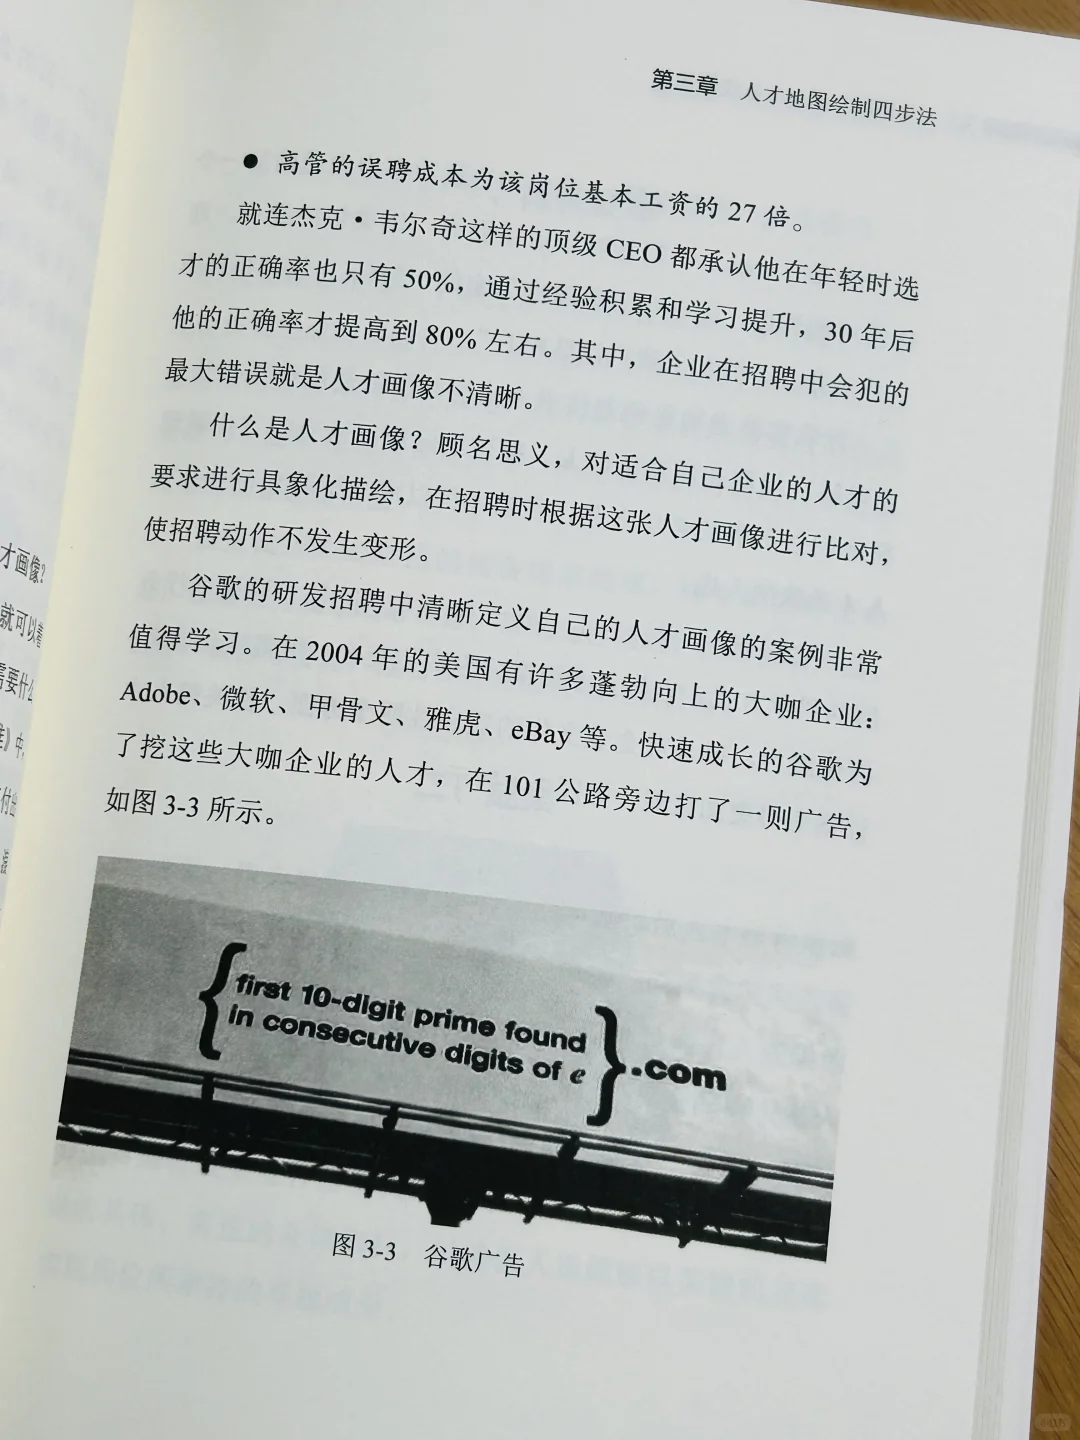 第三章 人才地图绘制四步法
● 高管的误聘成本为该岗位基本工资的 27 倍。
就连杰克·韦尔奇这样的顶级 CEO 都承认他在年轻时选
才的正确率也只有 50%，通过经验积累和学习提升，30 年后
他的正确率才提高到 80% 左右。其中，企业在招聘中会犯的
最大错误就是人才画像不清晰。
什么是人才画像？顾名思义，对适合自己企业的人才的
要求进行具象化描绘，在招聘时根据这张人才画像进行比对，
使招聘动作不发生变形。
谷歌的研发招聘中清晰定义自己的人才画像的案例非常
值得学习。在 2004 年的美国有许多蓬勃向上的大咖企业：
Adobe、微软、甲骨文、雅虎、eBay 等。快速成长的谷歌为
了挖这些大咖企业的人才，在 101 公路旁边打了一则广告，
如图 3-3 所示。
{first 10-digit prime found
in consecutive digits of e}.com
图 3-3 谷歌广告
才画像？
就可以
需要什么
》中